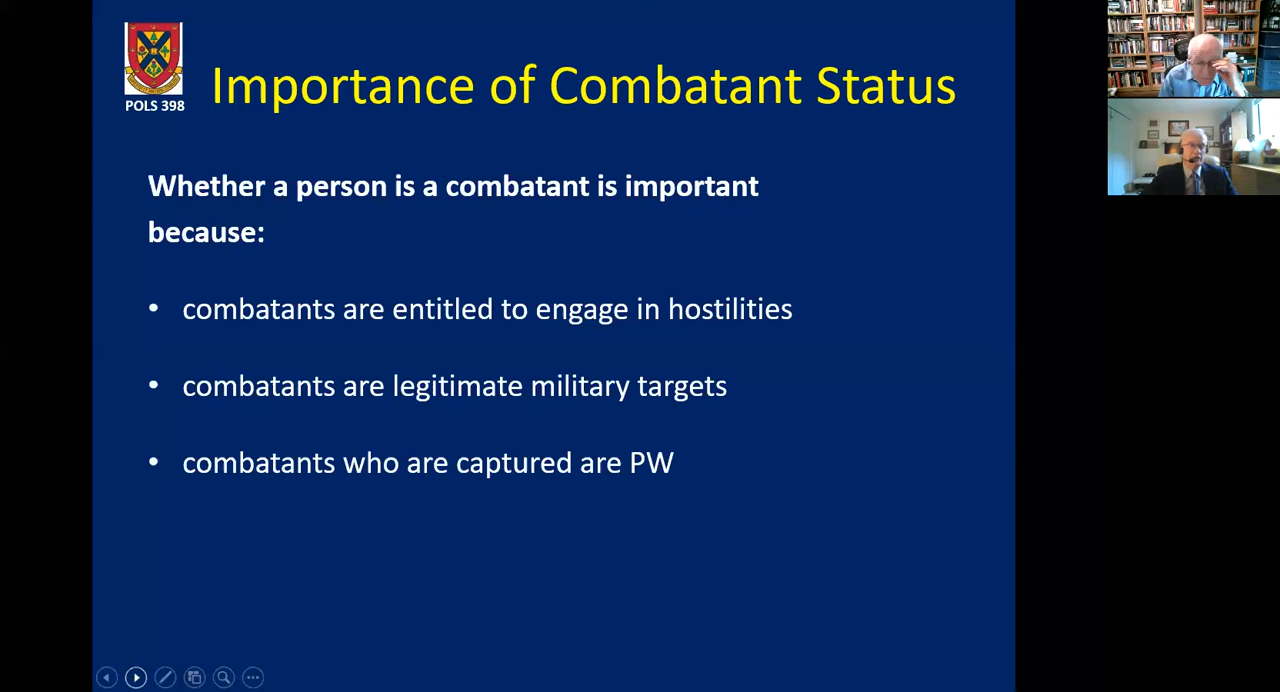 POLS 398
Importance of Combatant Status
Whether a person is a combatant is important
because:
• combatants are entitled to engage in hostilities
• combatants are legitimate military targets
• combatants who are captured are PW